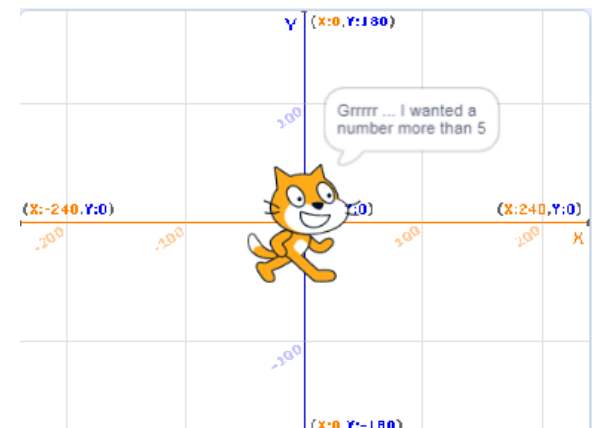 Y (X:0,Y:180)
100
Grrrrr ... I wanted a
number more than 5
(X:-240,Y:0) :0) (X:240,Y:0)
-200 -100 100 200 X
-100
(X:0,Y:-180)